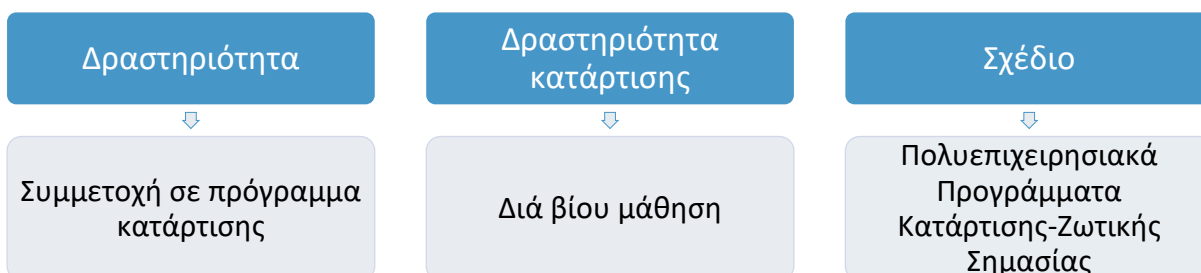 Δραστηριότητα
Συμμετοχή σε πρόγραμμα
κατάρτισης
Δραστηριότητα
κατάρτισης
Διά βίου μάθηση
Σχέδιο
Πολυεπιχειρησιακά
Προγράμματα
Κατάρτισης-Ζωτικής
Σημασίας